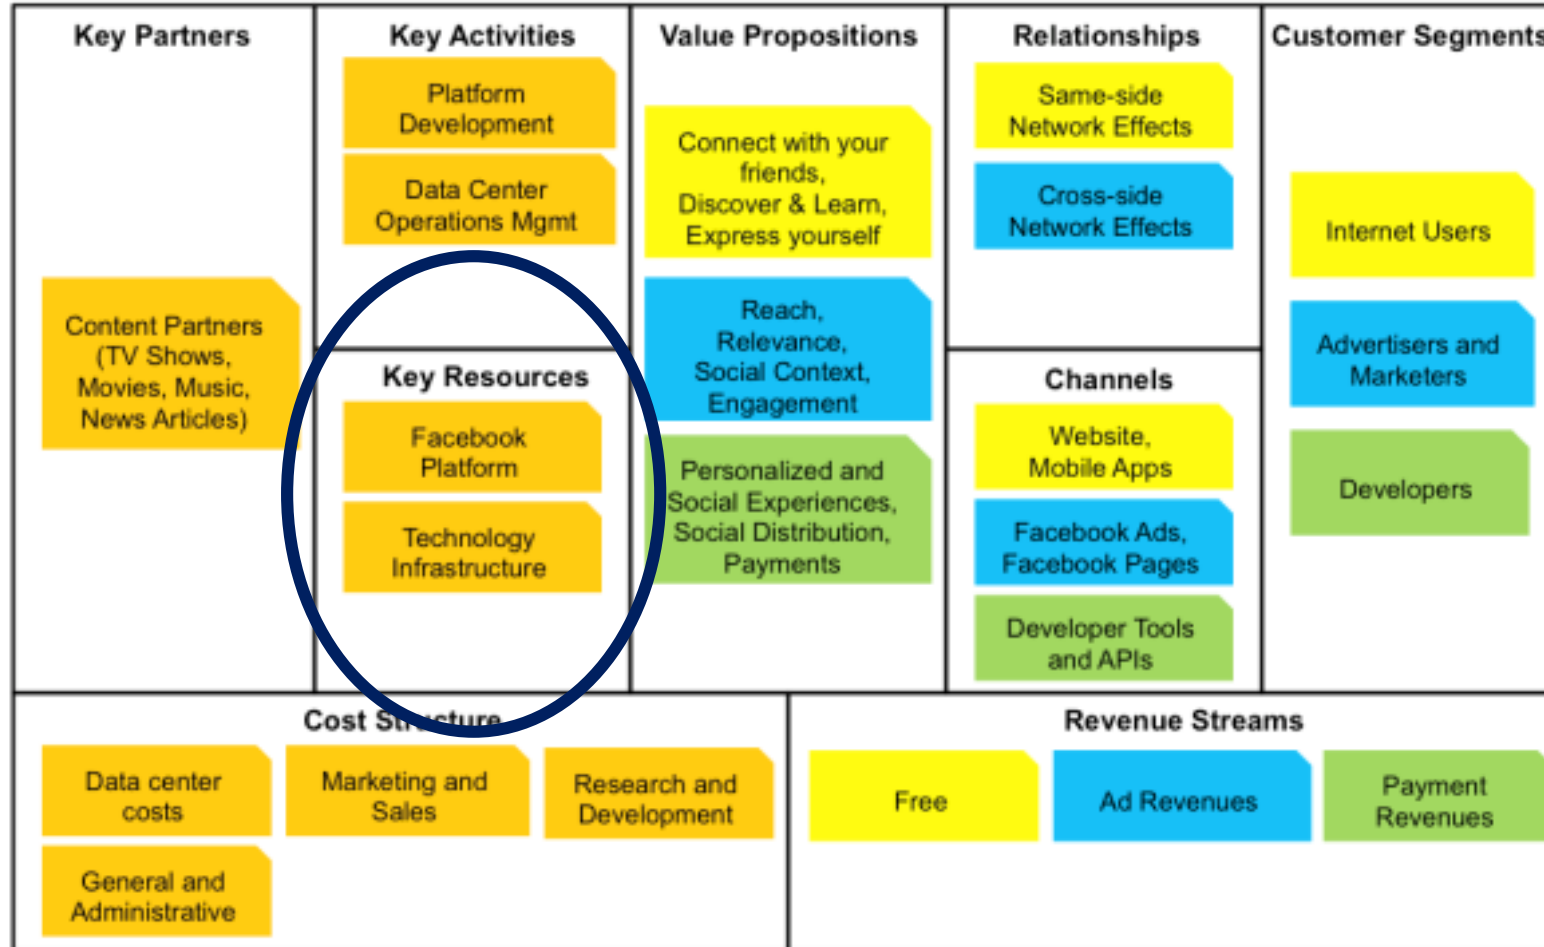 Key Partners
Content Partners
(TV Shows,
Movies, Music,
News Articles)
Key Activities
Platform
Development
Data Center
Operations Mgmt
Key Resources
Facebook
Platform
Technology
Infrastructure
Value Propositions
Connect with your
friends,
Discover & Learn,
Express yourself
Reach,
Relevance,
Social Context,
Engagement
Personalized and
Social Experiences,
Social Distribution,
Payments
Relationships
Same-side
Network Effects
Cross-side
Network Effects
Channels
Website,
Mobile Apps
Facebook Ads,
Facebook Pages
Developer Tools
and APIs
Customer Segments
Internet Users
Advertisers and
Marketers
Developers
Cost Structure
Data center
costs
Marketing and
Sales
Research and
Development
General and
Administrative
Revenue Streams
Free
Ad Revenues
Payment
Revenues